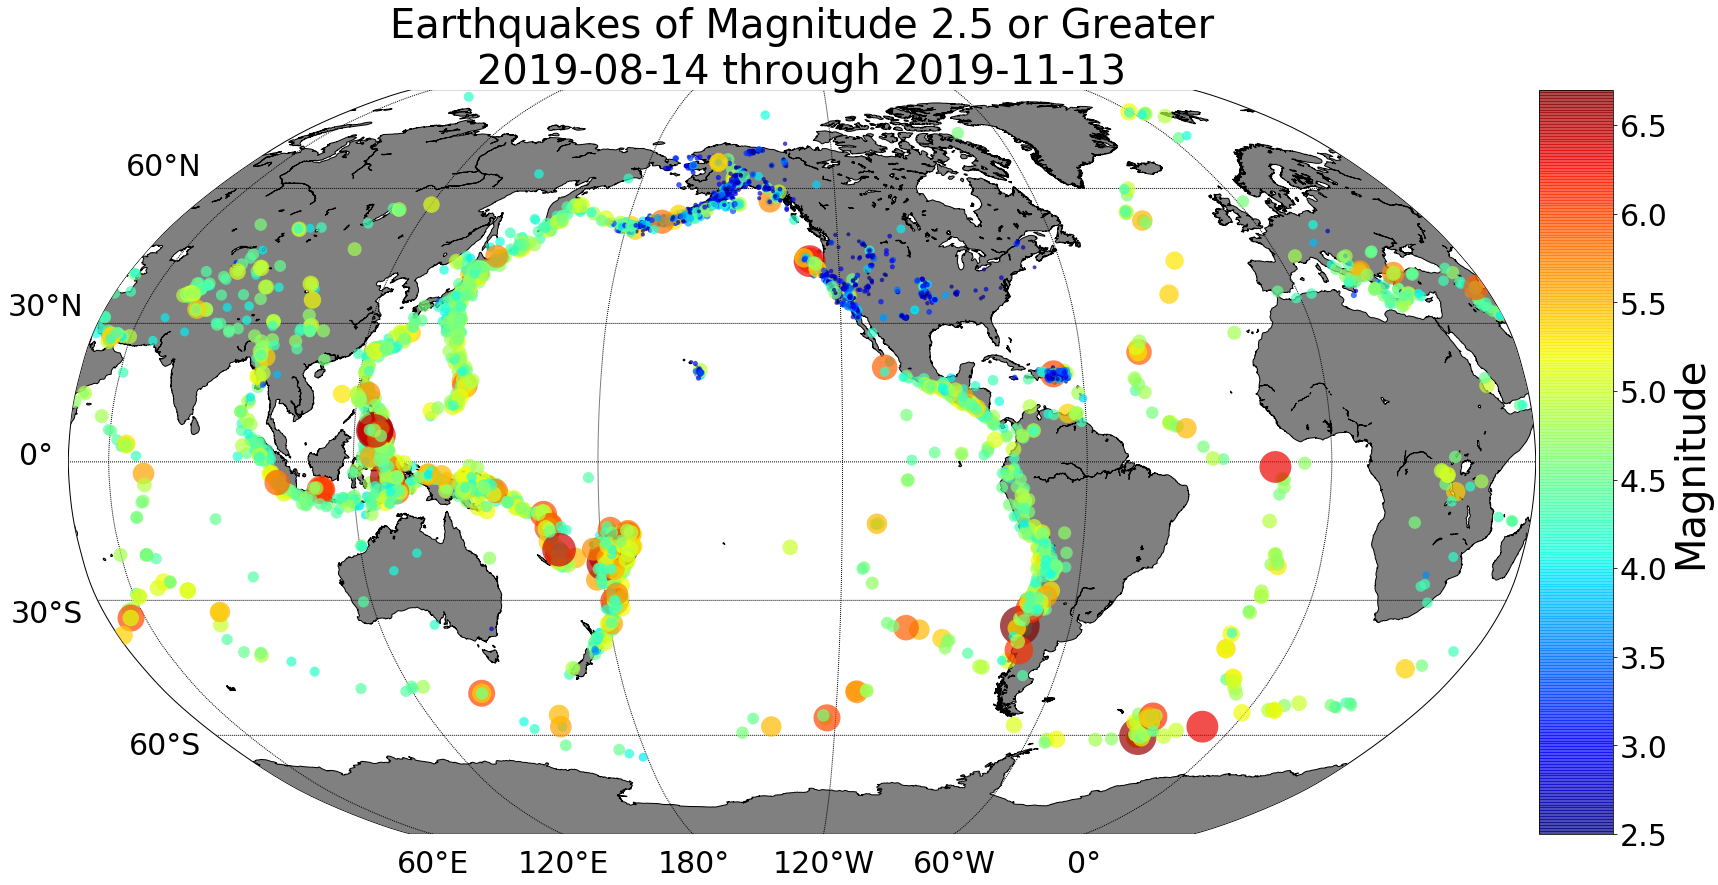 Earthquakes of Magnitude 2.5 or Greater
2019-08-14 through 2019-11-13
60°N
30°N
0°
30°S
60°S
60°E 120°E 180° 120°W 60°W 0°
6.5
6.0
5.5
5.0
4.5
4.0
3.5
3.0
2.5
Magnitude